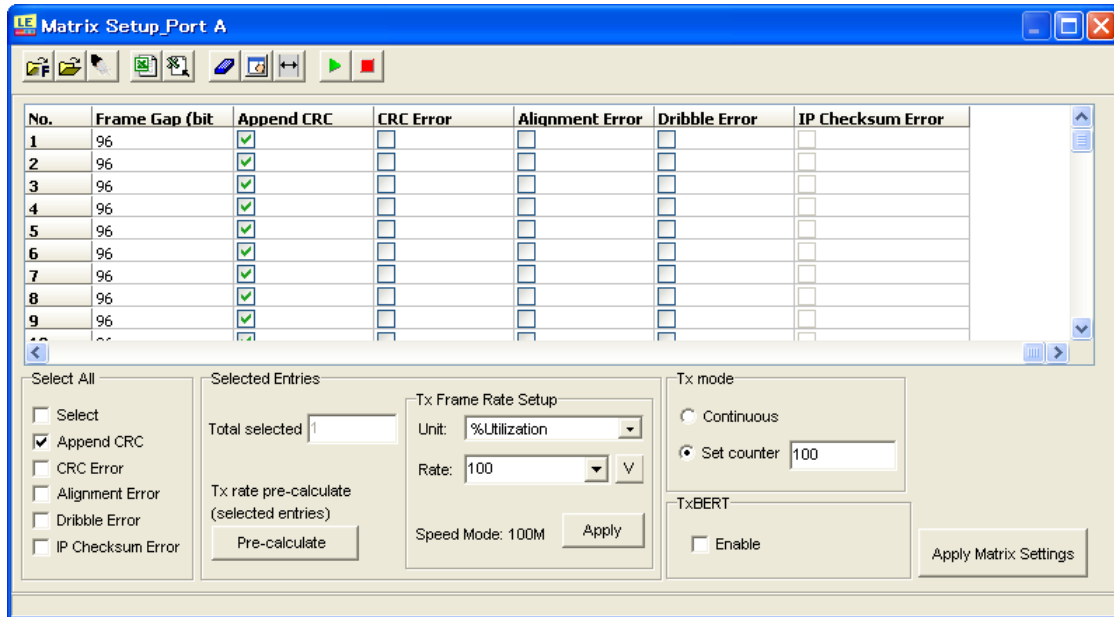 LE Matrix Setup_Port A
F
No. Frame Gap (bit Append CRC CRC Error Alignment Error Dribble Error IP Checksum Error
1 96
2 96
3 96
4 96
5 96
6 96
7 96
8 96
9 96
Select All
Select
Append CRC
CRC Error
Alignment Error
Dribble Error
IP Checksum Error
Selected Entries
Total selected 1
Tx rate pre-calculate
(selected entries)
Pre-calculate
Tx Frame Rate Setup
Unit: %Utilization
Rate: 100 V
Speed Mode: 100M Apply
Tx mode
Continuous
Set counter 100
TxBERT
Enable
Apply Matrix Settings